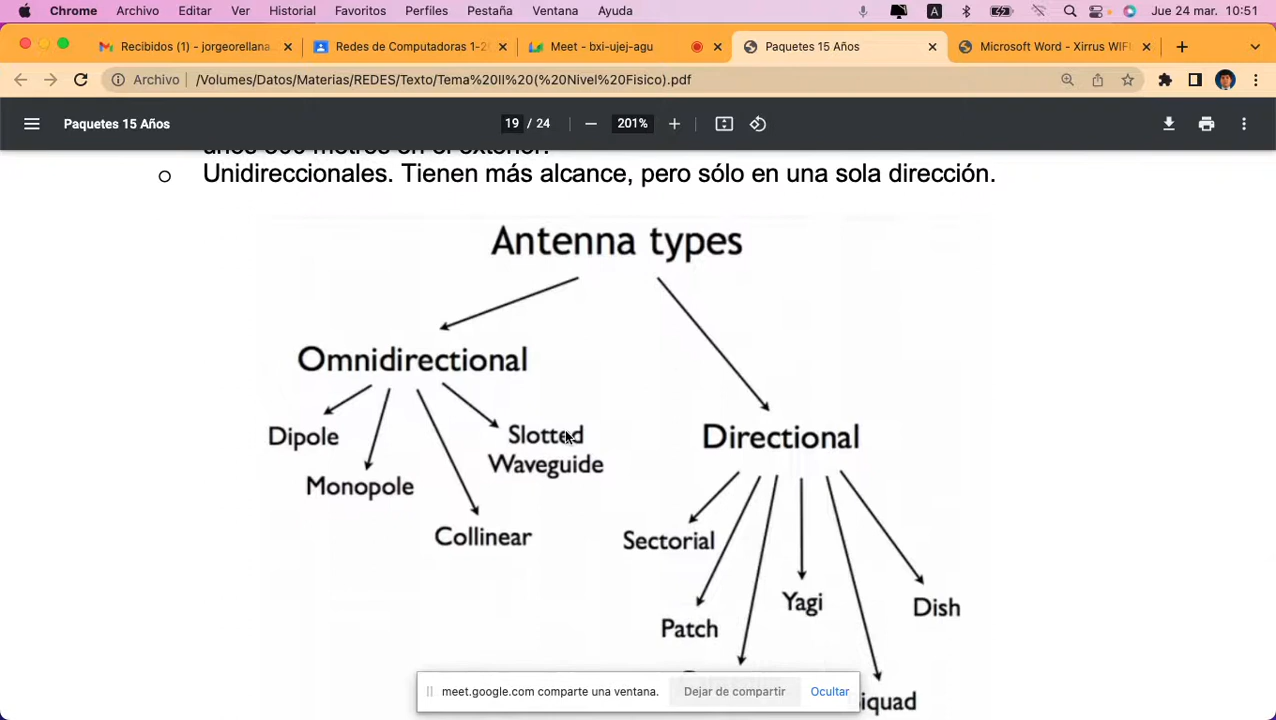 Chrome Archivo Editar Ver Historial Favoritos Perfiles Pestaña Ventana Ayuda A Jue 24 mar. 10:51
Recibidos (1) - jorgeorellana Redes de Computadoras 1-2 Meet - bxi-ujej-agu Paquetes 15 Años Microsoft Word - Xirrus WIFI
Archivo /Volumes/Datos/Materias/REDES/Texto/Tema%20II%20(%20Nivel%20Fisico).pdf
Paquetes 15 Años 19 / 24 201%
metros en el exterior.
Unidireccionales. Tienen más alcance, pero sólo en una sola dirección.
Antenna types
Omnidirectional
Dipole
Slotted
Waveguide
Directional
Monopole
Collinear
Sectorial
Yagi
Dish
Patch
meet.google.com comparte una ventana. Dejar de compartir Ocultar
iquad